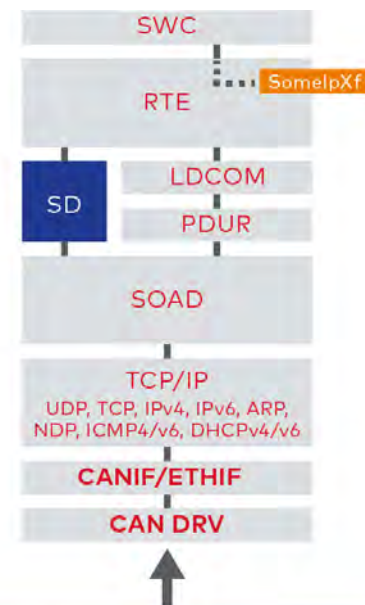 SWC
SomeIpXf
RTE
LDCOM
SD
PDUR
SOAD
TCP/IP
UDP, TCP, IPv4, IPv6, ARP,
NDP, ICMP4/v6, DHCPv4/v6
CANIF/ETHIF
CAN DRV